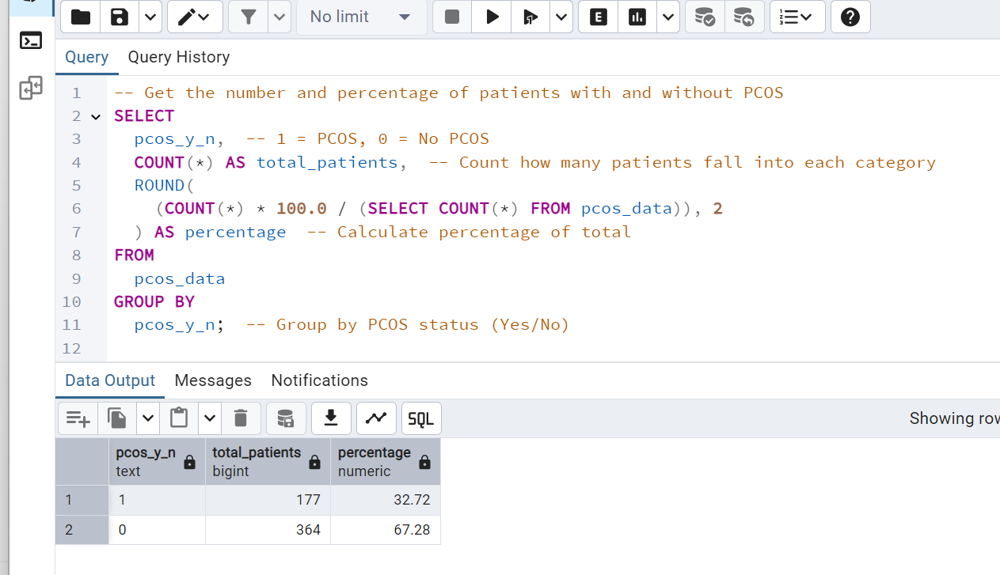 No limit
E
Query Query History
1 -- Get the number and percentage of patients with and without PCOS
2 SELECT
3 pcos_y_n, -- 1 = PCOS, 0 = No PCOS
4 COUNT(*) AS total_patients, -- Count how many patients fall into each category
5 ROUND(
6 (COUNT(*) * 100.0 / (SELECT COUNT(*) FROM pcos_data)), 2
7 ) AS percentage -- Calculate percentage of total
8 FROM
9 pcos_data
10 GROUP BY
11 pcos_y_n; -- Group by PCOS status (Yes/No)
12
Data Output Messages Notifications
SQL Showing
pcos_y_n total_patients percentage
text bigint numeric
1 1 177 32.72
2 0 364 67.28